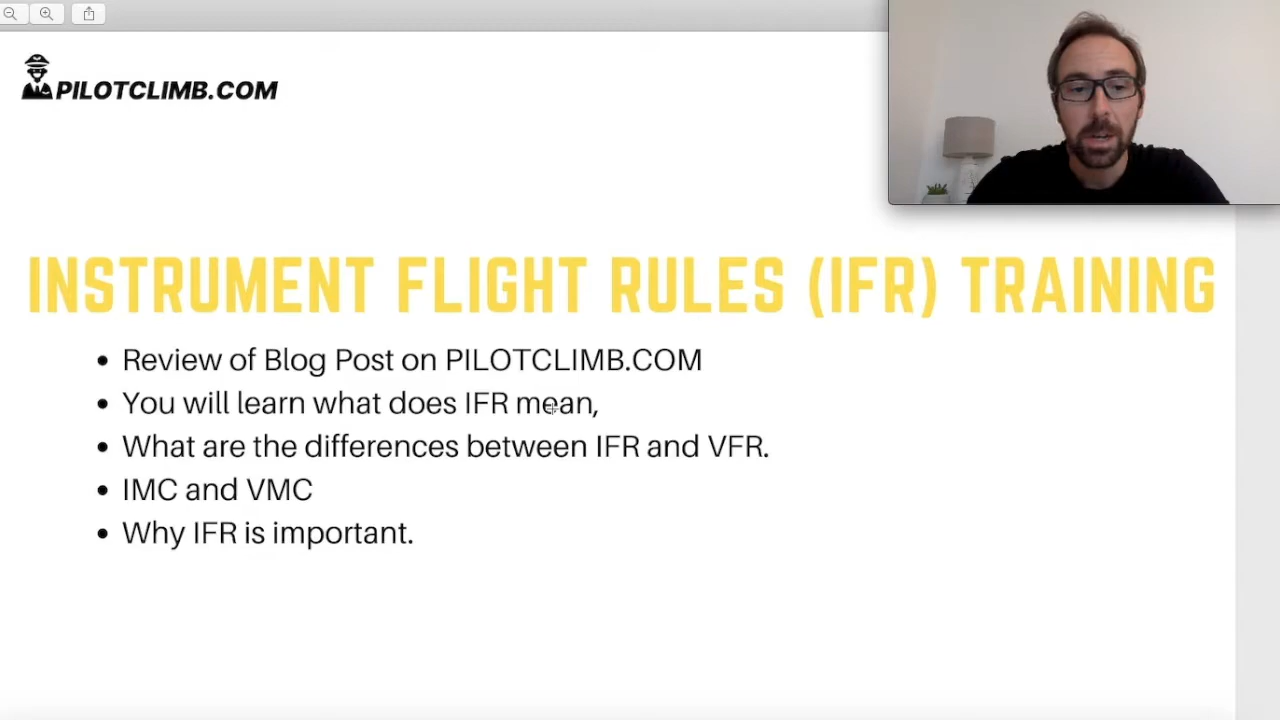 PILOTCLIMB.COM
INSTRUMENT FLIGHT RULES (IFR) TRAINING
• Review of Blog Post on PILOTCLIMB.COM
• You will learn what does IFR mean,
• What are the differences between IFR and VFR.
• IMC and VMC
• Why IFR is important.